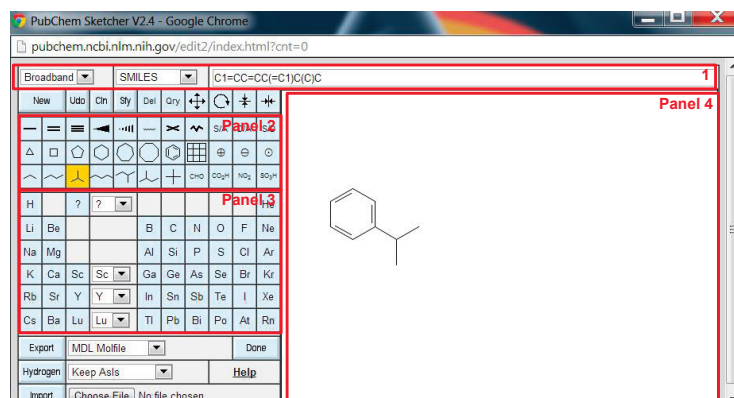 PubChem Sketcher V2.4 - Google Chrome
pubchem.ncbi.nlm.nih.gov/edit2/index.html?cnt=0
Broadband SMILES C1=CC=CC(=C1)C(C)C 1
New Udo Cln Sfy Del Qry
Panel 4
Panel 2
S/A D/A S/D
CHO CO₂H NO₂ SO₃H
Panel 3
H ? ? He
Li Be B C N O F Ne
Na Mg Al Si P S Cl Ar
K Ca Sc Sc Ga Ge As Se Br Kr
Rb Sr Y Y In Sn Sb Te I Xe
Cs Ba Lu Lu Tl Pb Bi Po At Rn
Export MDL Molfile Done
Hydrogen Keep AsIs Help
Import Choose File No file chosen